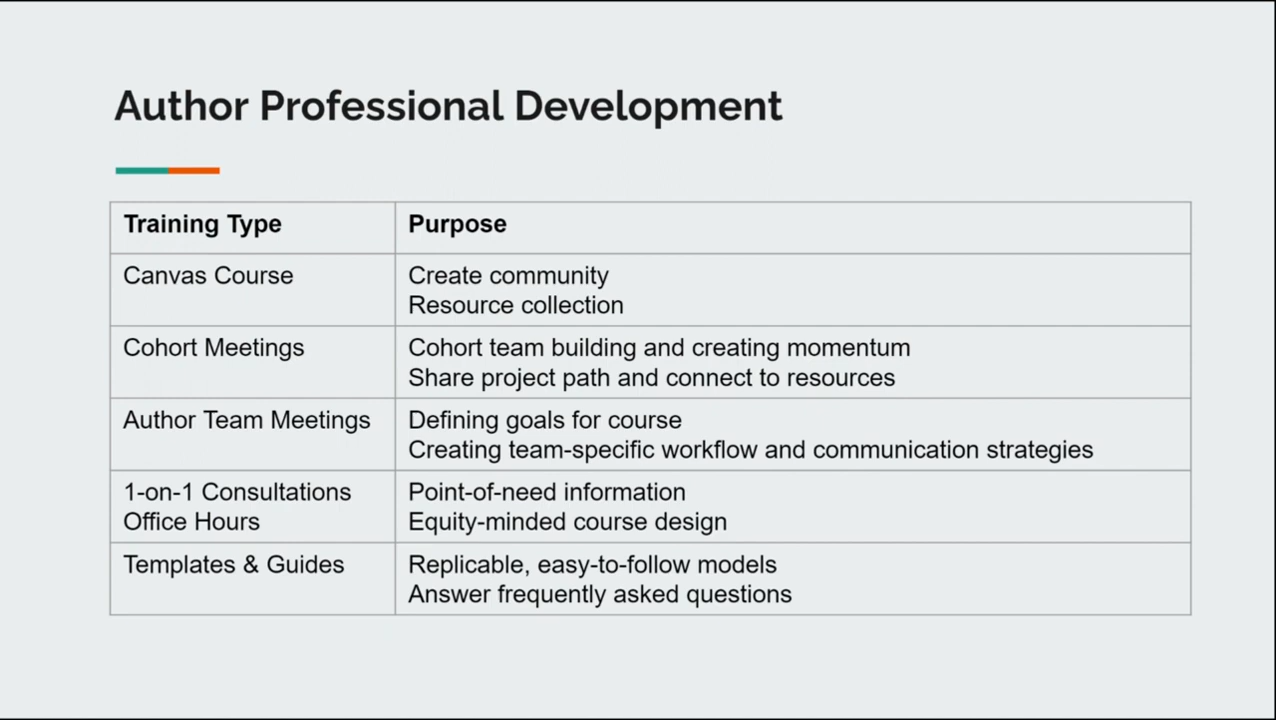 Author Professional Development
Training Type
Purpose
Canvas Course
Create community
Resource collection
Cohort Meetings
Cohort team building and creating momentum
Share project path and connect to resources
Author Team Meetings
Defining goals for course
Creating team-specific workflow and communication strategies
1-on-1 Consultations
Office Hours
Point-of-need information
Equity-minded course design
Templates & Guides
Replicable, easy-to-follow models
Answer frequently asked questions